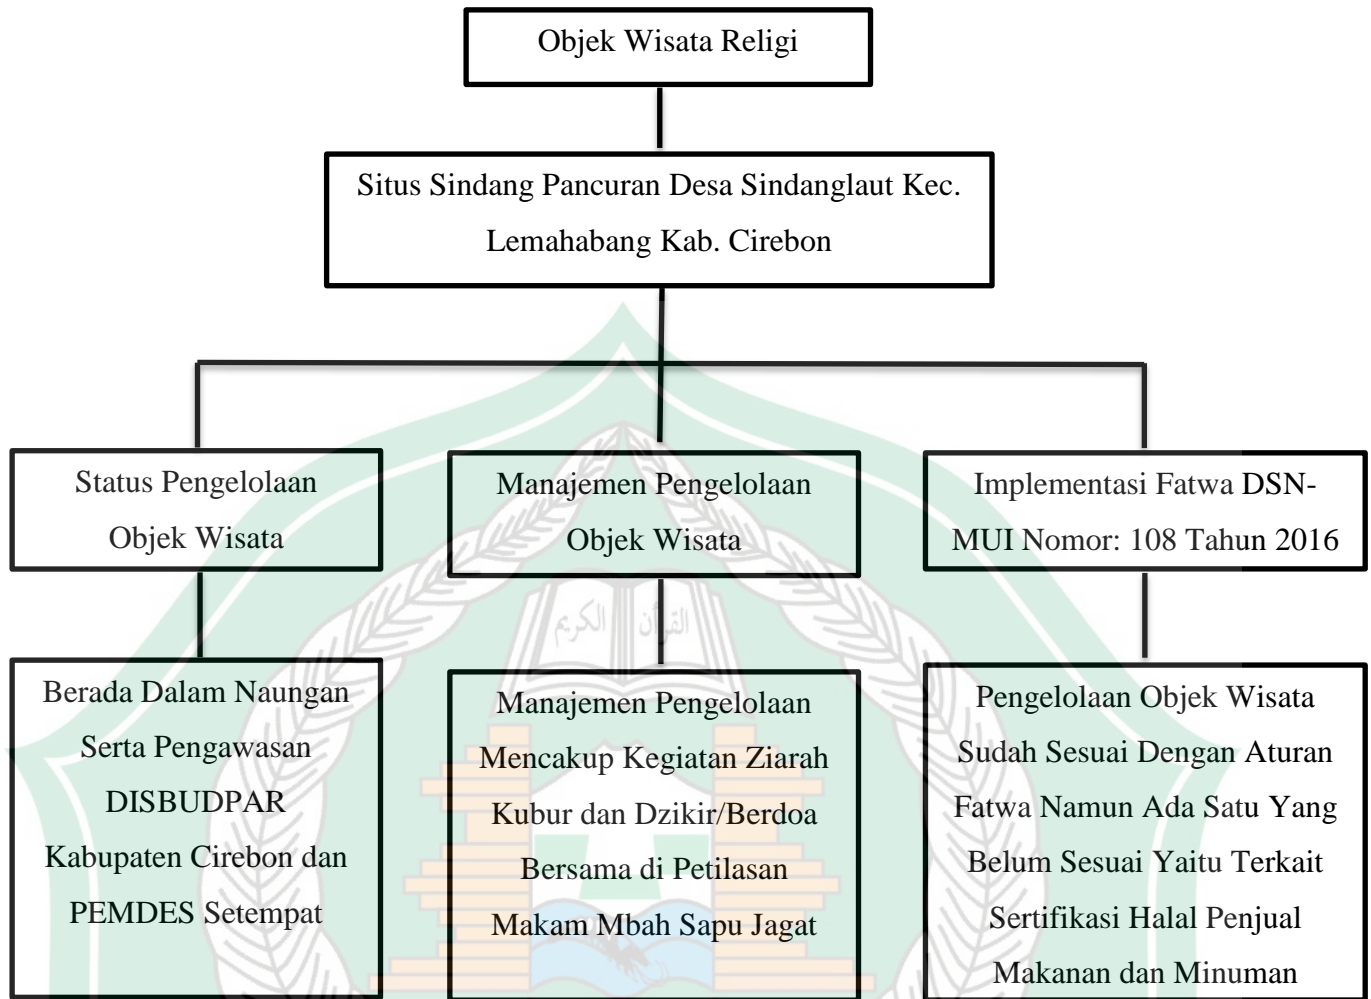 Objek Wisata Religi
Situs Sindang Pancuran Desa Sindanglaut Kec.
Lemahabang Kab. Cirebon
Status Pengelolaan
Objek Wisata
Manajemen Pengelolaan
Objek Wisata
Implementasi Fatwa DSN-
MUI Nomor: 108 Tahun 2016
القرآن الكريم
Berada Dalam Naungan
Serta Pengawasan
DISBUDPAR
Kabupaten Cirebon dan
PEMDES Setempat
Manajemen Pengelolaan
Mencakup Kegiatan Ziarah
Kubur dan Dzikir/Berdoa
Bersama di Petilasan
Makam Mbah Sapu Jagat
Pengelolaan Objek Wisata
Sudah Sesuai Dengan Aturan
Fatwa Namun Ada Satu Yang
Belum Sesuai Yaitu Terkait
Sertifikasi Halal Penjual
Makanan dan Minuman